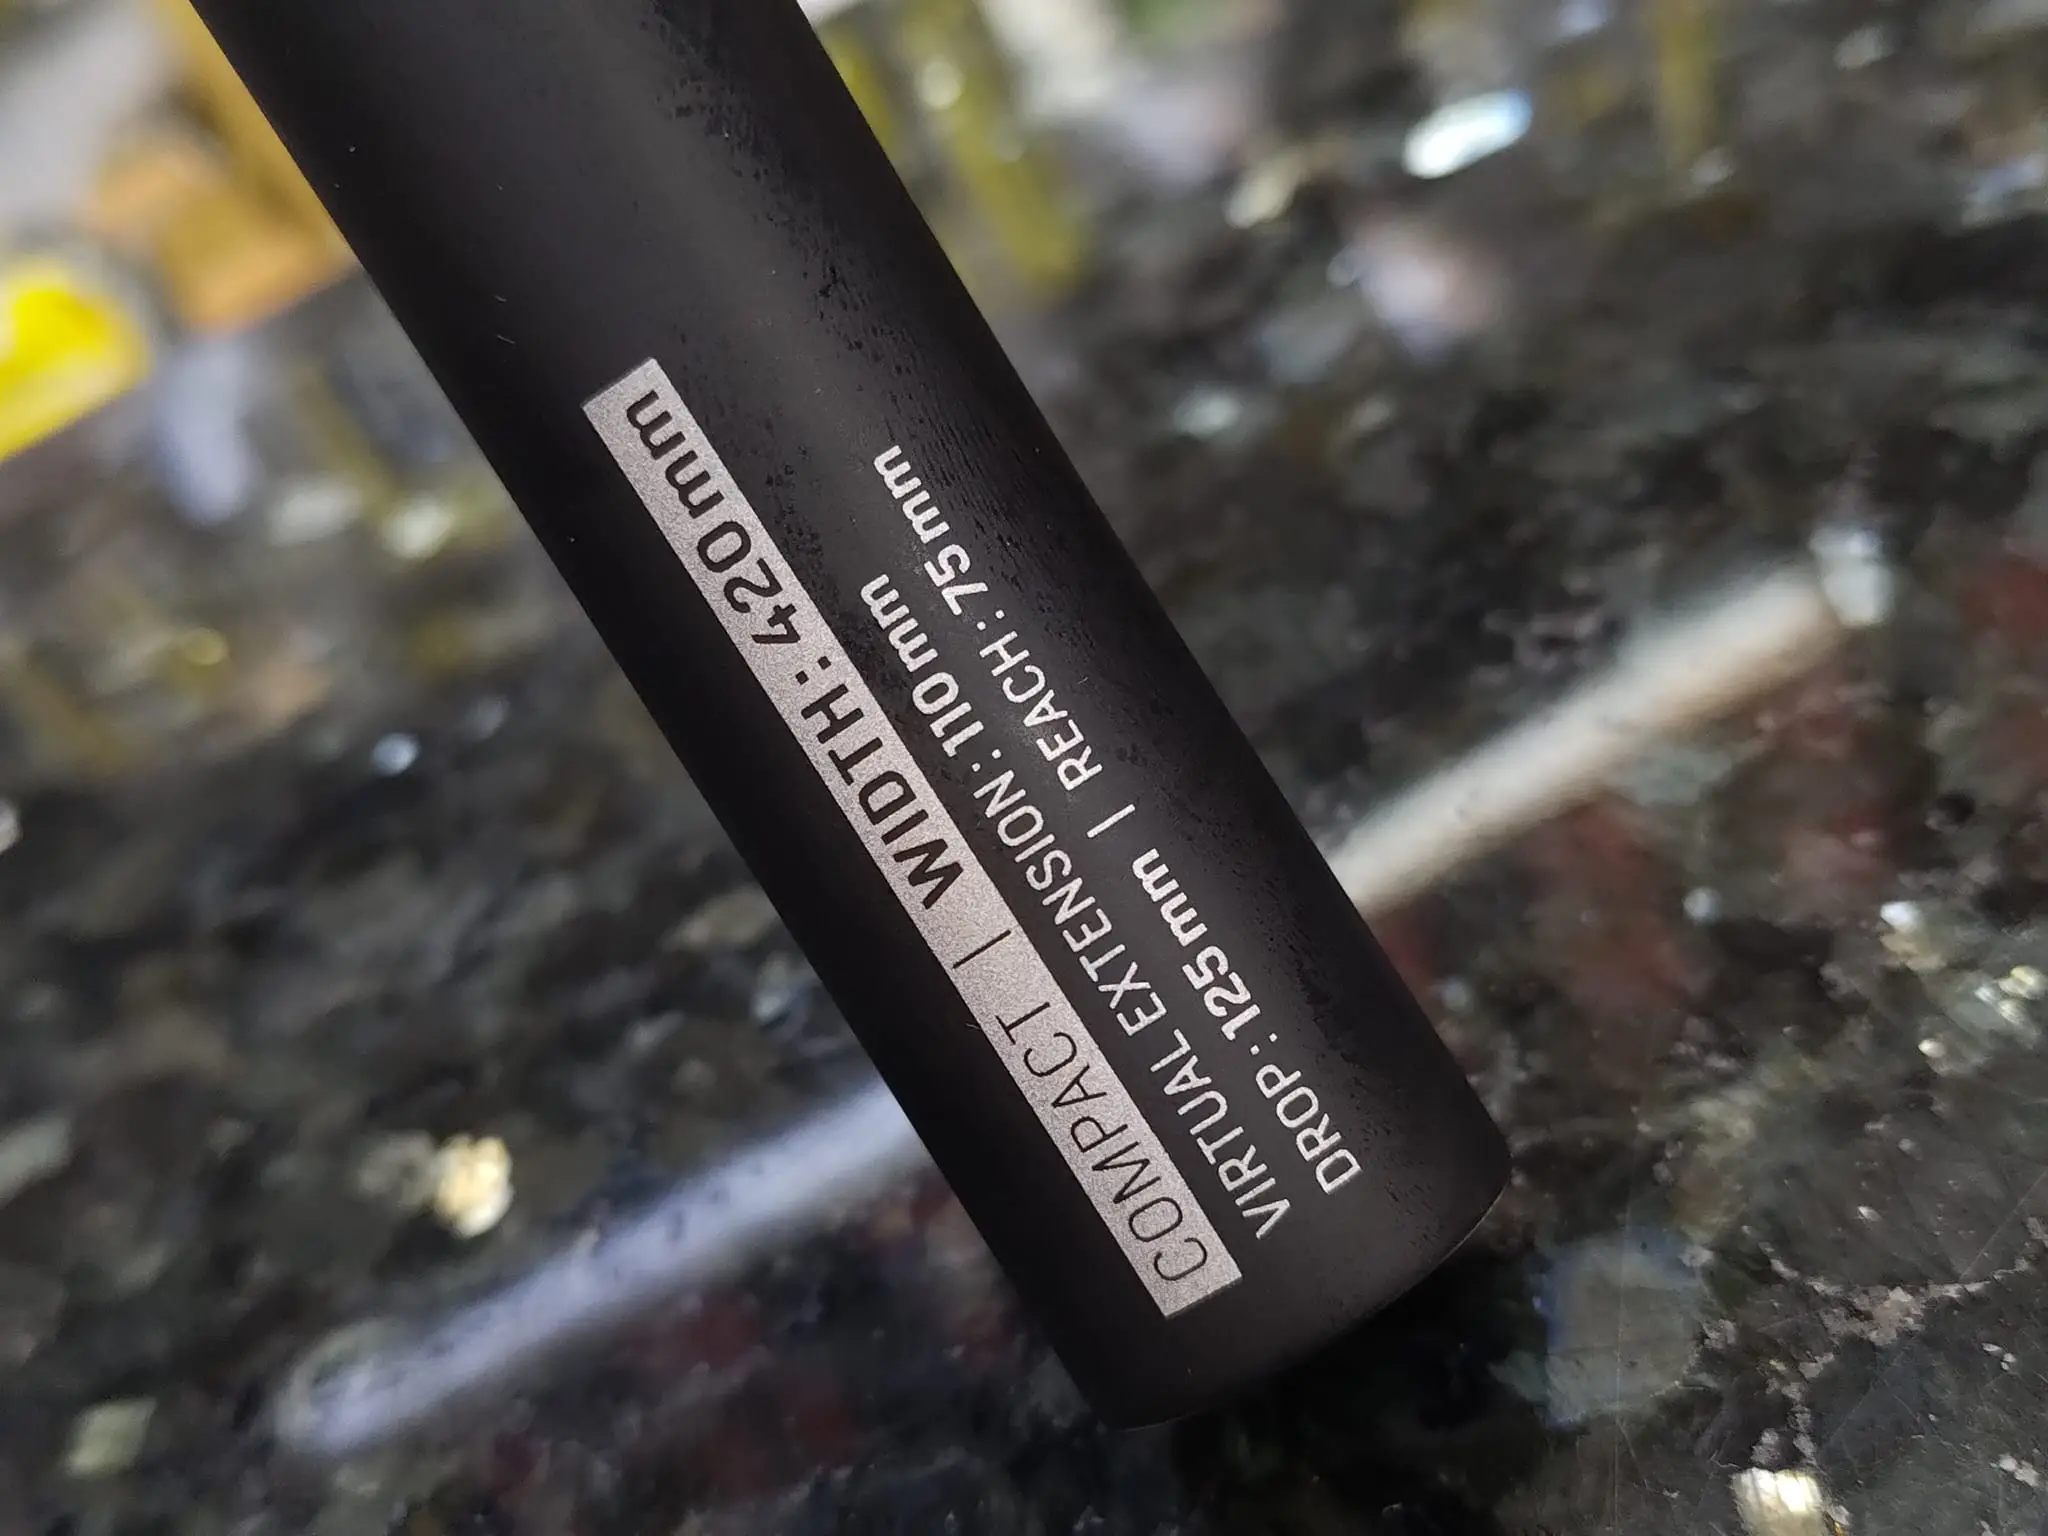 COMPACT | WIDTH: 420mm
VIRTUAL EXTENSION: 110mm
DROP: 125mm | REACH: 75mm